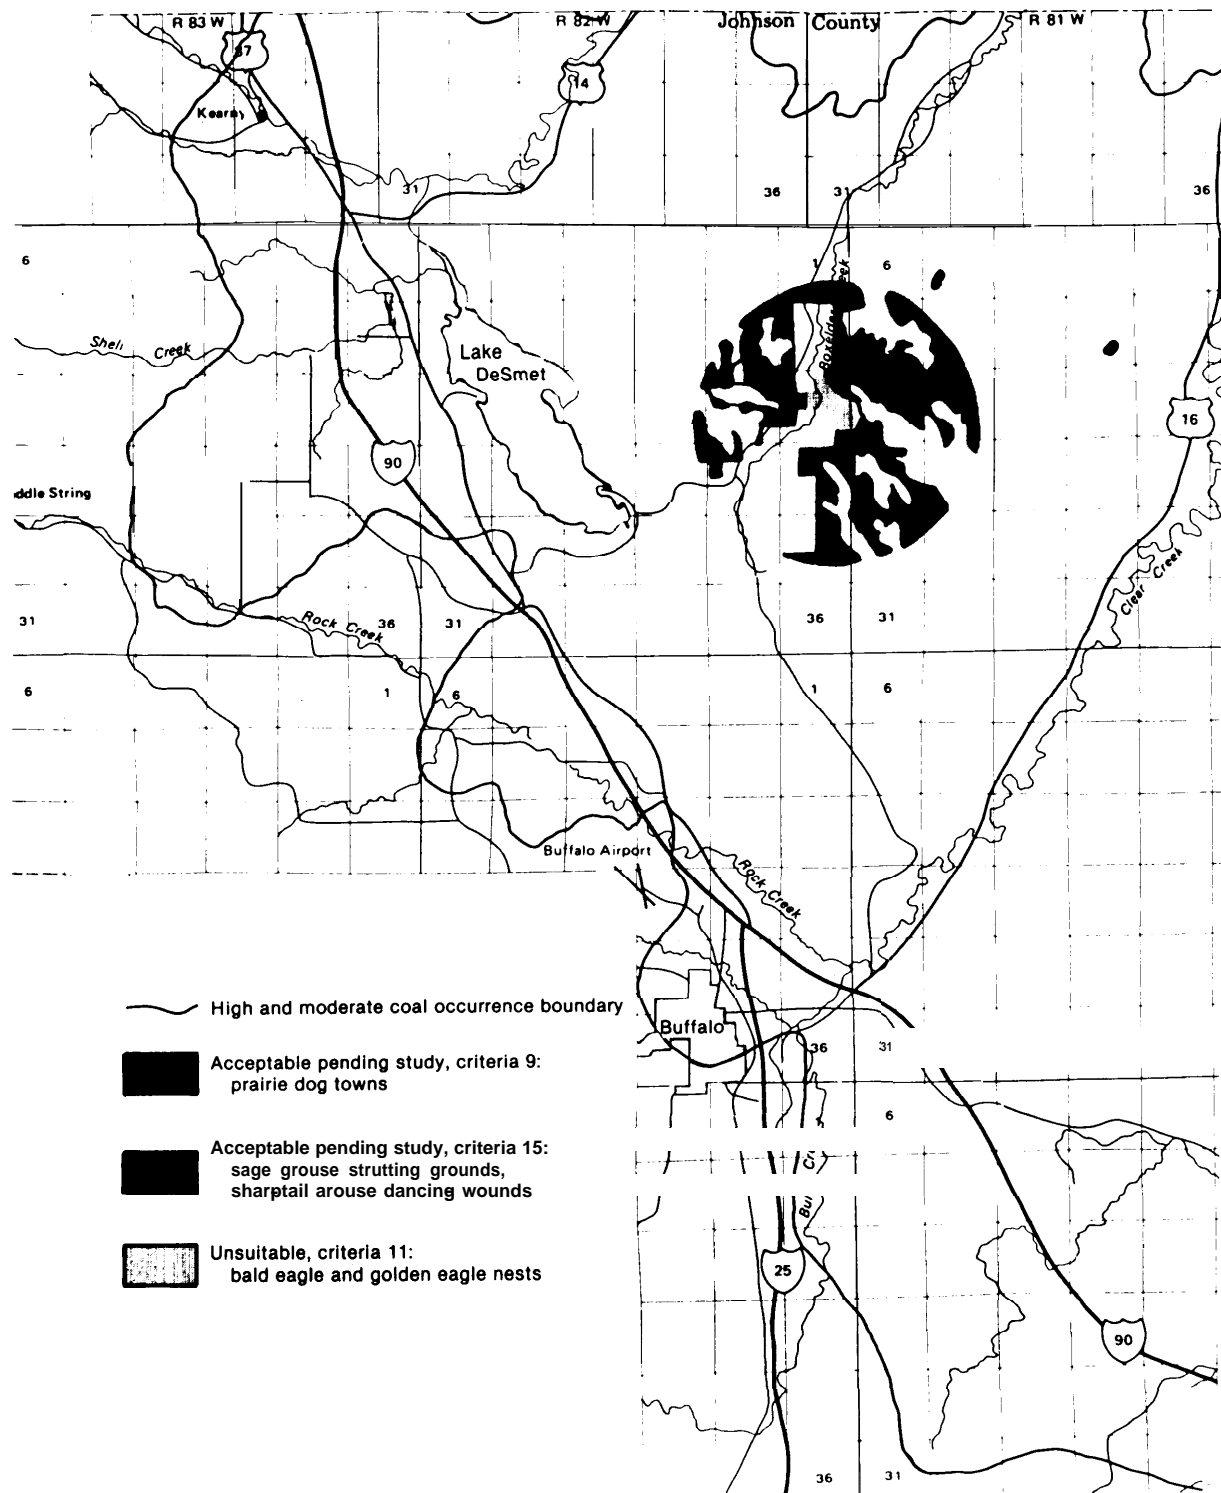 R 83 W
R 82 W
Johnson County
R 81 W
87
14
Kearny
31
36
31
36
6
1
6
Boxelder Creek
Shell Creek
Lake
DeSmet
16
90
ddle String
Clear Creek
31
Rock Creek
36
31
36
31
6
1
6
1
6
Buffalo Airport
Rock Creek
High and moderate coal occurrence boundary
Buffalo
36
31
Acceptable pending study, criteria 9:
prairie dog towns
6
Acceptable pending study, criteria 15:
sage grouse strutting grounds,
sharptail arouse dancing wounds
Unsuitable, criteria 11:
bald eagle and golden eagle nests
25
90
36
31